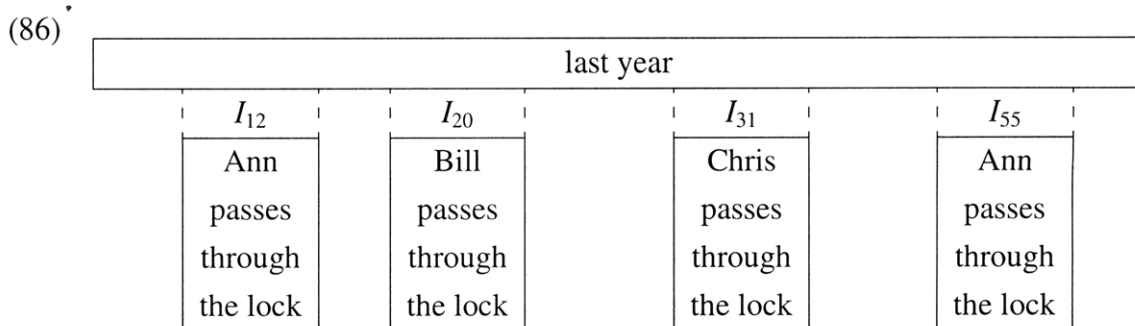 (86)
last year
I₁₂ I₂₀ I₃₁ I₅₅
Ann Bill Chris Ann
passes passes passes passes
through through through through
the lock the lock the lock the lock